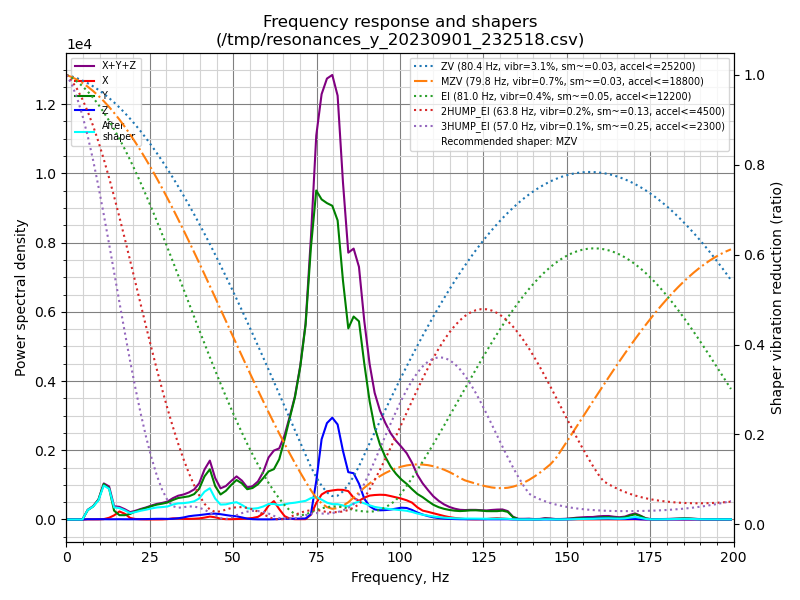 Frequency response and shapers
(/tmp/resonances_y_20230901_232518.csv)
1e4
X+Y+Z
X
Y
Z
After
shaper
ZV (80.4 Hz, vibr=3.1%, sm~=0.03, accel<=25200)
MZV (79.8 Hz, vibr=0.7%, sm~=0.03, accel<=18800)
EI (81.0 Hz, vibr=0.4%, sm~=0.05, accel<=12200)
2HUMP_EI (63.8 Hz, vibr=0.2%, sm~=0.13, accel<=4500)
3HUMP_EI (57.0 Hz, vibr=0.1%, sm~=0.25, accel<=2300)
Recommended shaper: MZV
Power spectral density
1.2
1.0
0.8
0.6
0.4
0.2
0.0
1.0
0.8
0.6
0.4
0.2
0.0
Shaper vibration reduction (ratio)
0 25 50 75 100 125 150 175 200
Frequency, Hz